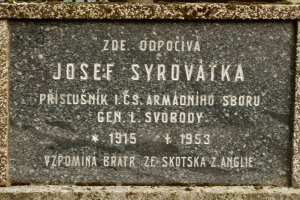 ZDE ODPOČÍVÁ
JOSEF SYROVÁTKA
PŘÍSLUŠNÍK I.ČS. ARMÁDNÍHO SBORU
GEN. L. SVOBODY
* 1915 ✝ 1953
VZPOMÍNÁ BRATR ZE SKOTSKA Z ANGLIE